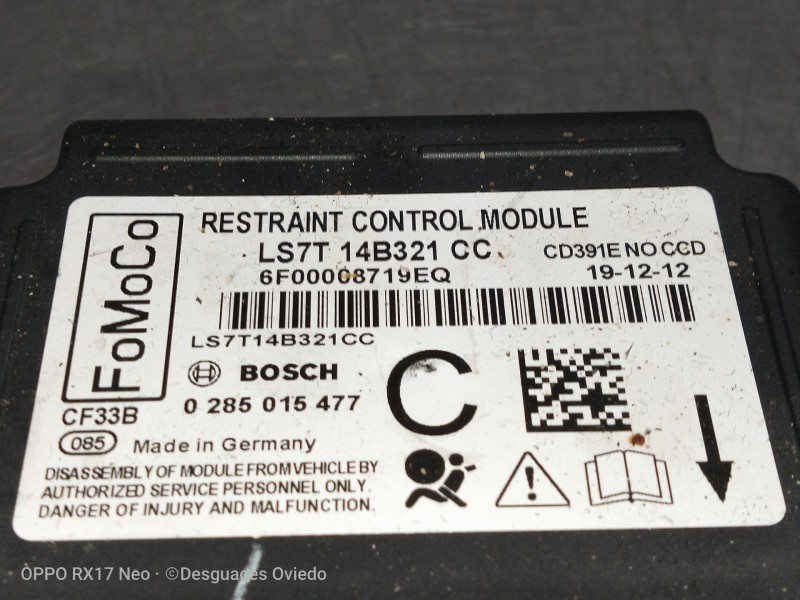 FoMoCo
RESTRAINT CONTROL MODULE
LS7T 14B321 CC
CD391E NO CCD
6F00008719EQ
19-12-12
LS7T14B321CC
BOSCH
0 285 015 477
C
CF33B
085
Made in Germany
DISASSEMBLY OF MODULE FROM VEHICLE BY
AUTHORIZED SERVICE PERSONNEL ONLY.
DANGER OF INJURY AND MALFUNCTION.
OPPO RX17 Neo · ©Desguaces Oviedo